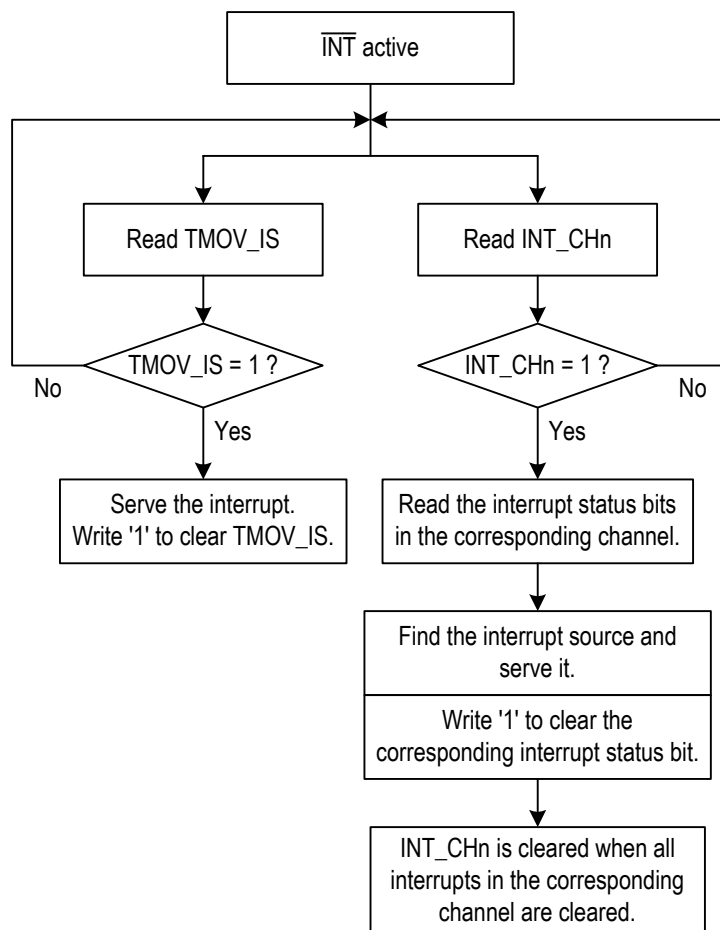 INT active
Read TMOV_IS
Read INT_CHn
TMOV_IS = 1 ?
INT_CHn = 1 ?
No
No
Yes
Yes
Serve the interrupt.
Write '1' to clear TMOV_IS.
Read the interrupt status bits
in the corresponding channel.
Find the interrupt source and
serve it.
Write '1' to clear the
corresponding interrupt status bit.
INT_CHn is cleared when all
interrupts in the corresponding
channel are cleared.